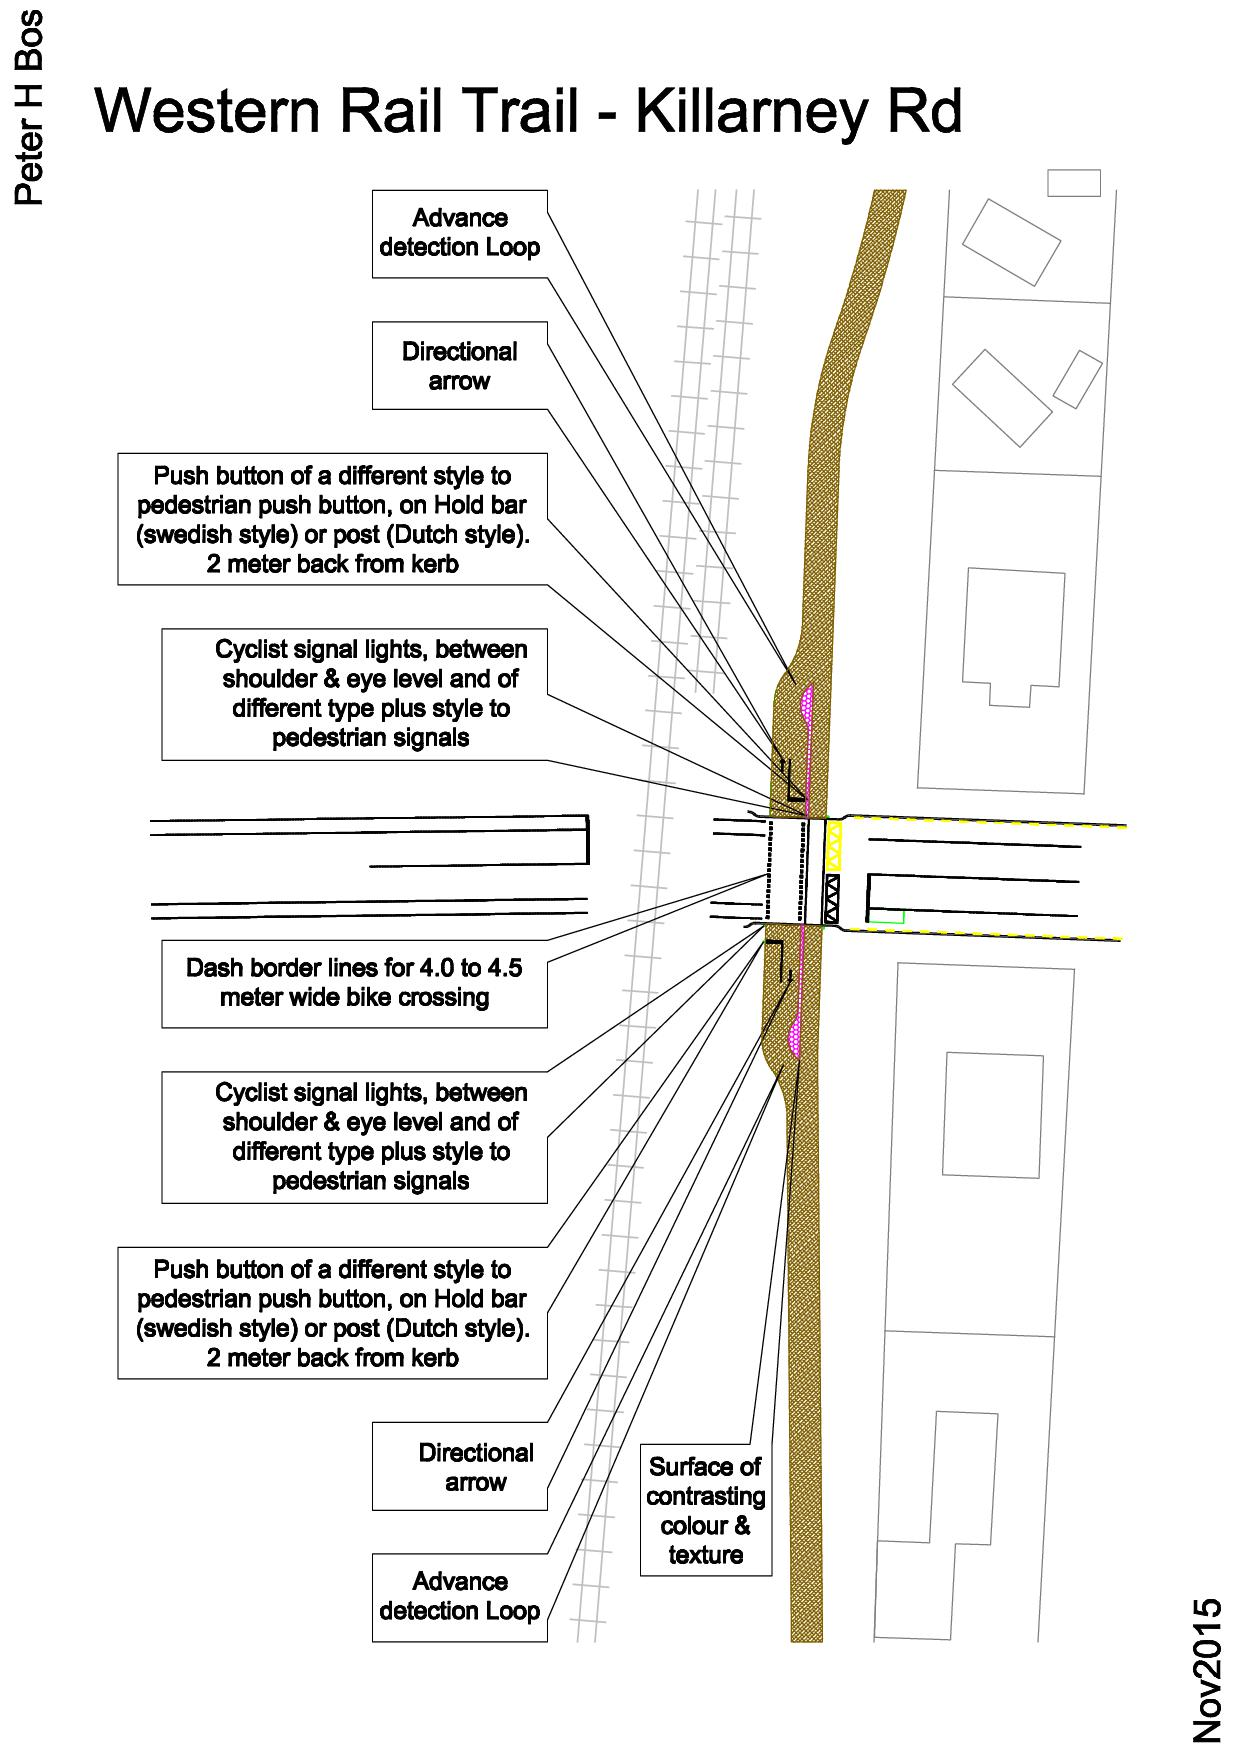 Peter H Bos
Western Rail Trail - Killarney Rd
Advance
detection Loop
Directional
arrow
Push button of a different style to
pedestrian push button, on Hold bar
(swedish style) or post (Dutch style).
2 meter back from kerb
Cyclist signal lights, between
shoulder & eye level and of
different type plus style to
pedestrian signals
Dash border lines for 4.0 to 4.5
meter wide bike crossing
Cyclist signal lights, between
shoulder & eye level and of
different type plus style to
pedestrian signals
Push button of a different style to
pedestrian push button, on Hold bar
(swedish style) or post (Dutch style).
2 meter back from kerb
Directional
arrow
Surface of
contrasting
colour &
texture
Advance
detection Loop
Nov2015